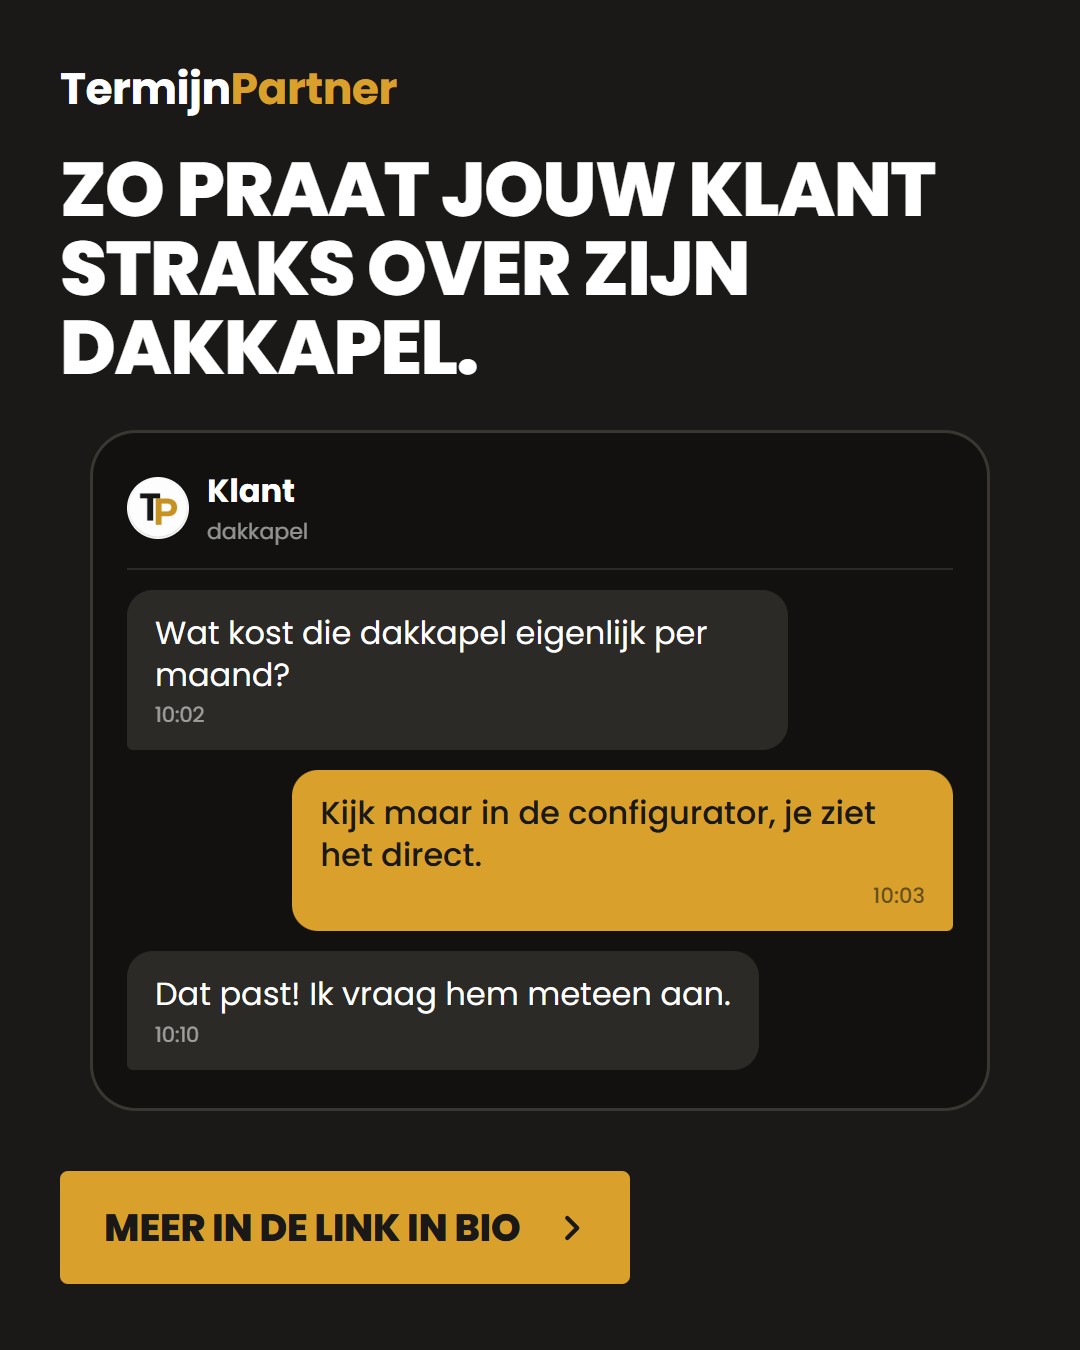 TermijnPartner
ZO PRAAT JOUW KLANT
STRAKS OVER ZIJN
DAKKAPEL.
TP
Klant
dakkapel
Wat kost die dakkapel eigenlijk per
maand?
10:02
Kijk maar in de configurator, je ziet
het direct.
10:03
Dat past! Ik vraag hem meteen aan.
10:10
MEER IN DE LINK IN BIO